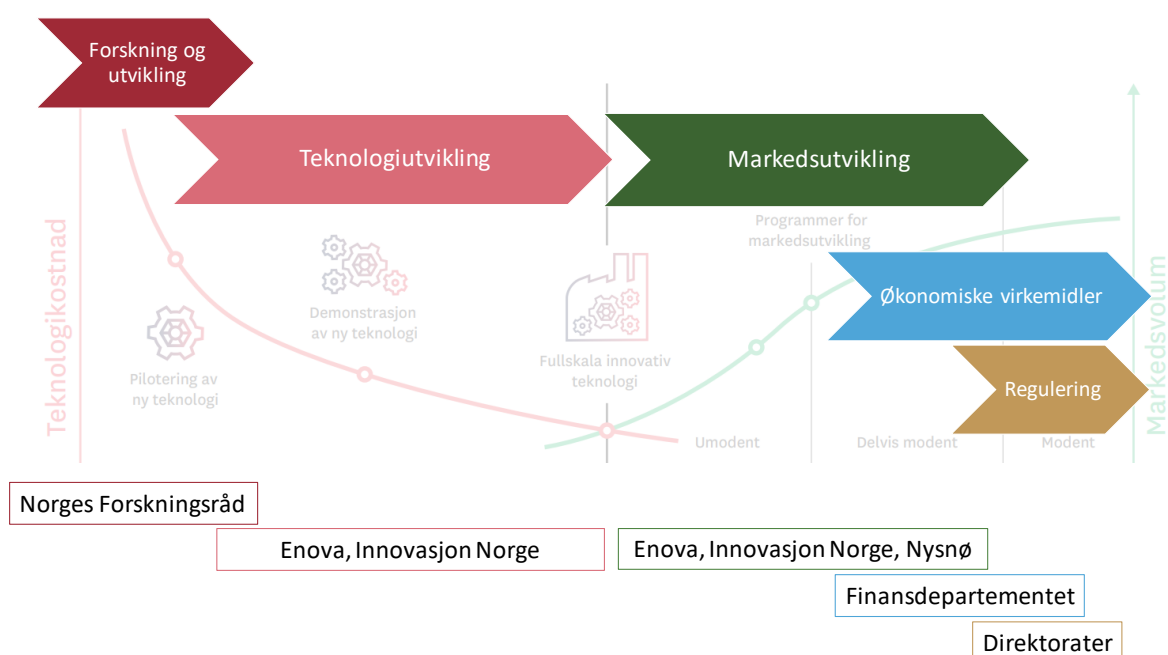 Forskning og
utvikling
Teknologiutvikling
Markedsutvikling
Programmer for
markedsutvikling
Økonomiske virkemidler
Regulering
Teknologikostnad
Markedsvolum
Pilotering av
ny teknologi
Demonstrasjon
av ny teknologi
Fullskala innovativ
teknologi
Umodent
Delvis modent
Modent
Norges Forskningsråd
Enova, Innovasjon Norge
Enova, Innovasjon Norge, Nysnø
Finansdepartementet
Direktorater